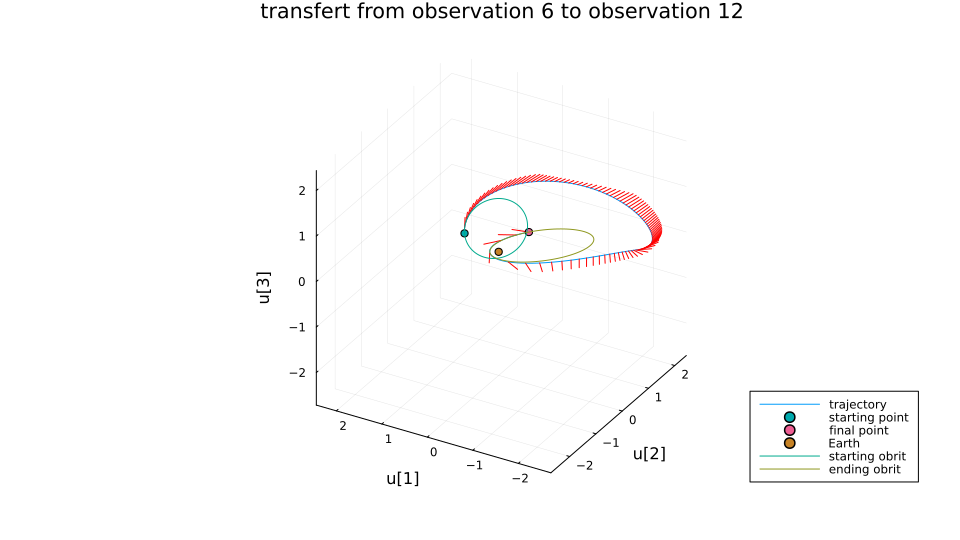 transfert from observation 6 to observation 12
2
1
0
−1
−2
u[3]
2
1
0
−1
−2
u[1]
2
1
0
−1
−2
u[2]
trajectory
starting point
final point
Earth
starting obrit
ending obrit